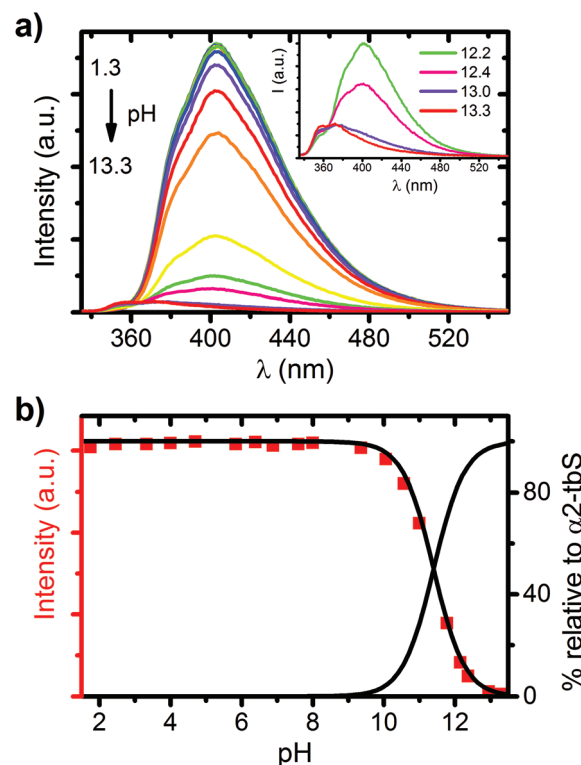 a)
1.3
pH
13.3
Intensity (a.u.)
360 400 440 480 520
λ (nm)
I (a.u.)
12.2
12.4
13.0
13.3
360 400 440 480 520
λ (nm)
b)
Intensity (a.u.)
80
40
0
% relative to α2-tbS
2 4 6 8 10 12
pH